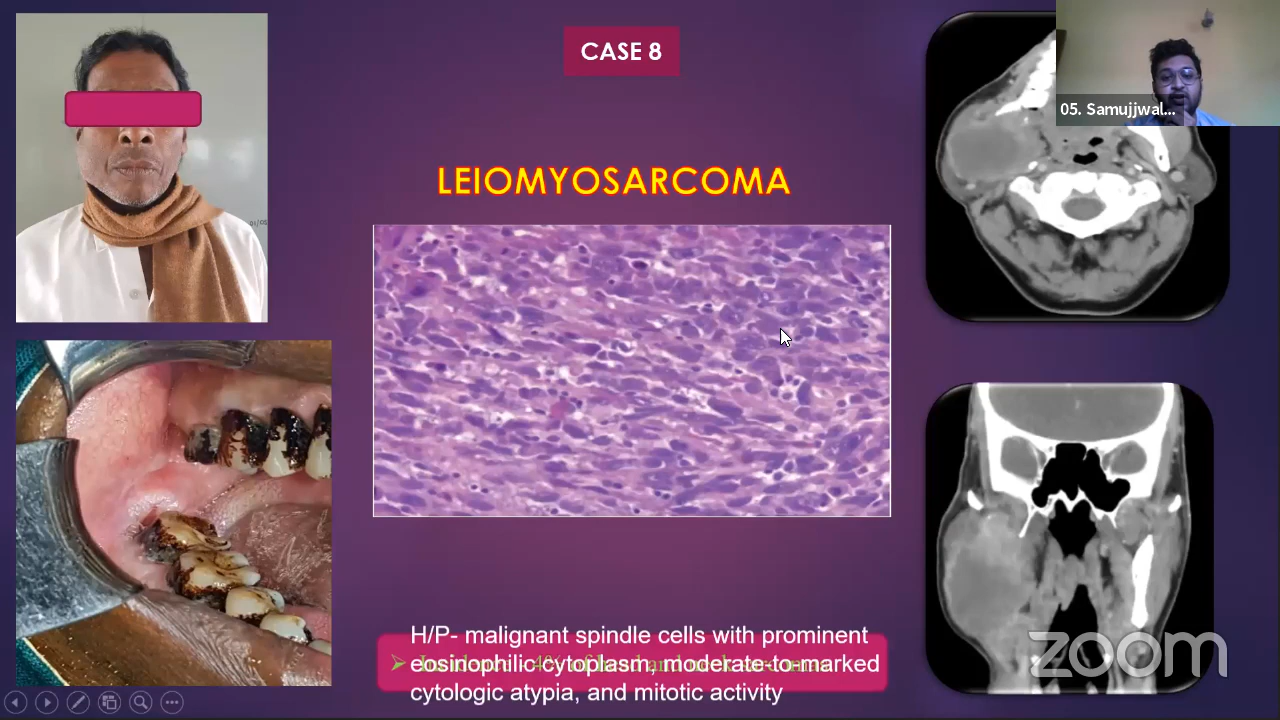 CASE 8
05. Samujjwal...
LEIOMYOSARCOMA
H/P- malignant spindle cells with prominent
eosinophilic cytoplasm, moderate-to-marked
cytologic atypia, and mitotic activity
zoom